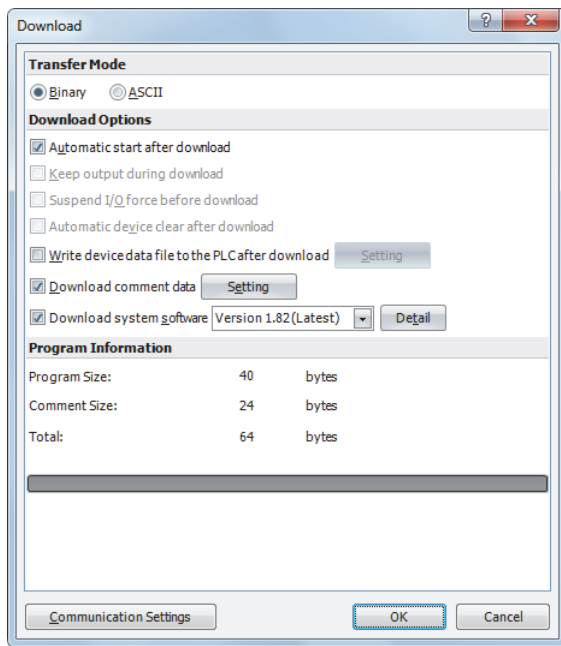 Download
Transfer Mode
Binary ASCII
Download Options
Automatic start after download
Keep output during download
Suspend I/O force before download
Automatic device clear after download
Write device data file to the PLC after download Setting
Download comment data Setting
Download system software Version 1.82(Latest) Detail
Program Information
Program Size: 40 bytes
Comment Size: 24 bytes
Total: 64 bytes
Communication Settings OK Cancel